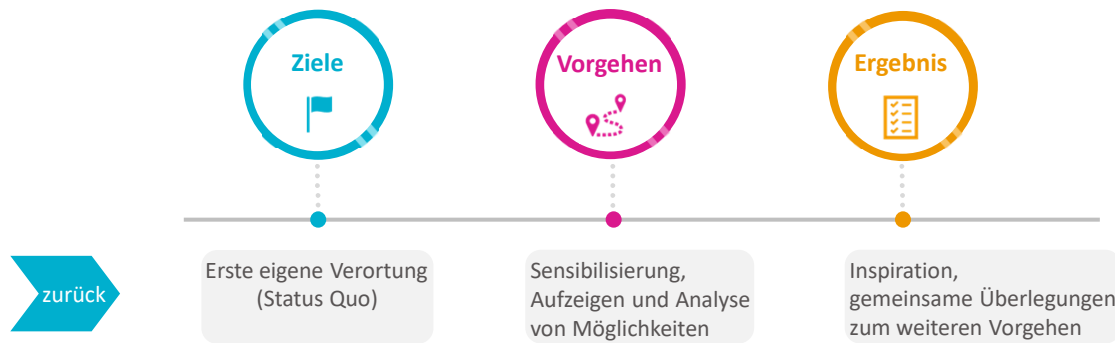 Ziele
Vorgehen
Ergebnis
zurück
Erste eigene Verortung
(Status Quo)
Sensibilisierung,
Aufzeigen und Analyse
von Möglichkeiten
Inspiration,
gemeinsame Überlegungen
zum weiteren Vorgehen